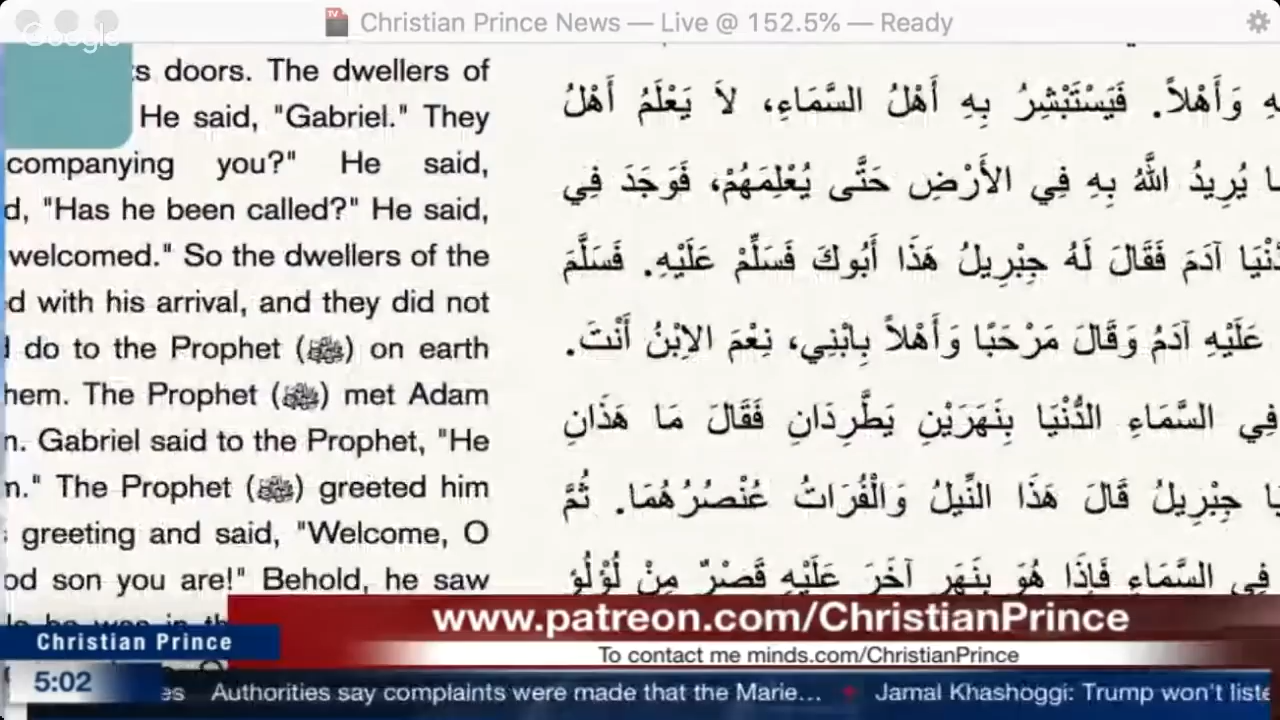 Christian Prince News — Live @ 152.5% — Ready
Google
s doors. The dwellers of
He said, "Gabriel." They
companying you?" He said,
d, "Has he been called?" He said,
welcomed." So the dwellers of the
d with his arrival, and they did not
do to the Prophet (ﷺ) on earth
hem. The Prophet (ﷺ) met Adam
n. Gabriel said to the Prophet, "He
n." The Prophet (ﷺ) greeted him
greeting and said, "Welcome, O
od son you are!" Behold, he saw
هِ وَأَهْلاً. فَيَسْتَبْشِرُ بِهِ أَهْلُ السَّمَاءِ، لاَ يَعْلَمُ أَهْلُ
ا يُرِيدُ اللَّهُ بِهِ فِي الأَرْضِ حَتَّى يُعْلِمَهُمْ، فَوَجَدَ فِي
دُّنْيَا آدَمَ فَقَالَ لَهُ جِبْرِيلُ هَذَا أَبُوكَ فَسَلِّمْ عَلَيْهِ. فَسَلَّمَ
عَلَيْهِ آدَمُ وَقَالَ مَرْحَبًا وَأَهْلاً بِابْنِي، نِعْمَ الاِبْنُ أَنْتَ.
فِي السَّمَاءِ الدُّنْيَا بِنَهَرَيْنِ يَطَّرِدَانِ فَقَالَ مَا هَذَانِ
ا جِبْرِيلُ قَالَ هَذَا النِّيلُ وَالْفُرَاتُ عُنْصُرُهُمَا. ثُمَّ
فِي السَّمَاءِ فَإِذَا هُوَ بِنَهَرٍ آخَرَ عَلَيْهِ قَصْرٌ مِنْ لُؤْلُؤٍ
www.patreon.com/ChristianPrince
Christian Prince
To contact me minds.com/ChristianPrince
5:02
es Authorities say complaints were made that the Marie... Jamal Khashoggi: Trump won't liste